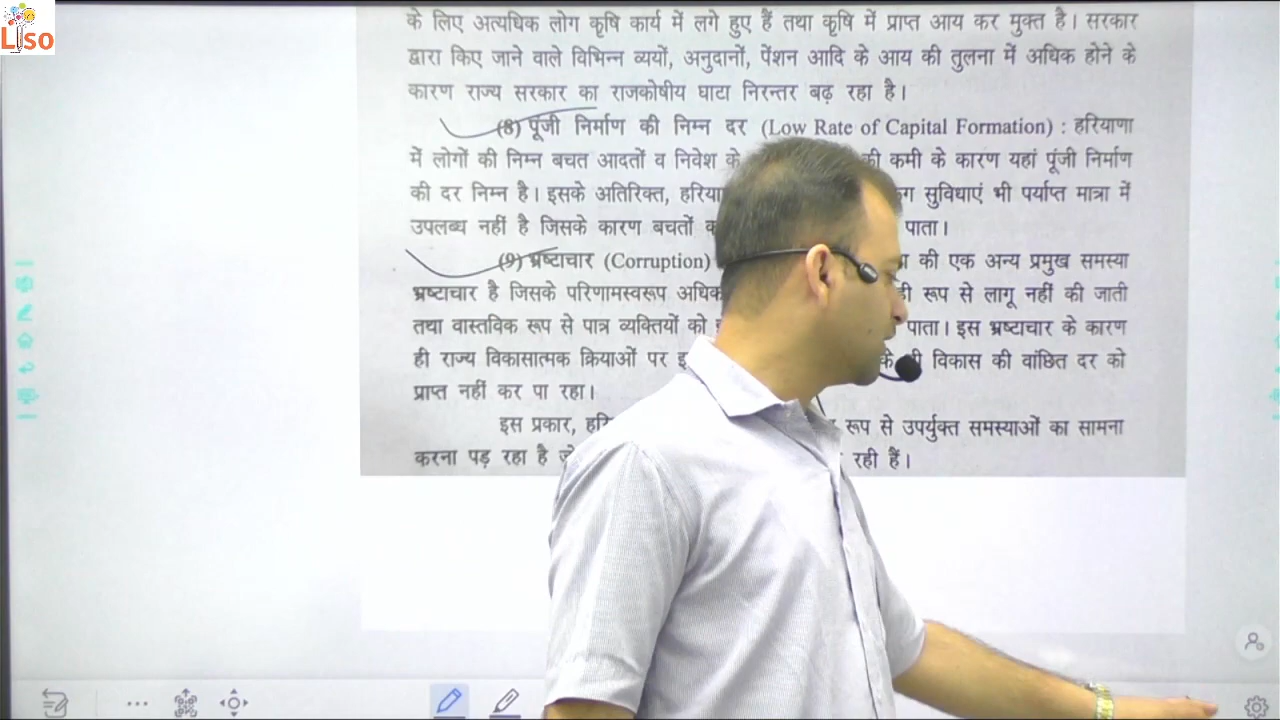 Liso
के लिए अत्यधिक लोग कृषि कार्य में लगे हुए हैं तथा कृषि में प्राप्त आय कर मुक्त है। सरकार
द्वारा किए जाने वाले विभिन्न व्ययों, अनुदानों, पेंशन आदि के आय की तुलना में अधिक होने के
कारण राज्य सरकार का राजकोषीय घाटा निरन्तर बढ़ रहा है।
(8) पूंजी निर्माण की निम्न दर (Low Rate of Capital Formation) : हरियाणा
में लोगों की निम्न बचत आदतों व निवेश के की कमी के कारण यहां पूंजी निर्माण
की दर निम्न है। इसके अतिरिक्त, सुविधाएं भी पर्याप्त मात्रा में
उपलब्ध नहीं है जिसके कारण बचतों पाता।
(9) भ्रष्टाचार (Corruption) की एक अन्य प्रमुख समस्या
भ्रष्टाचार है जिसके परिणामस्वरूप रूप से लागू नहीं की जाती
तथा वास्तविक रूप से पात्र व्यक्तियों को पाता। इस भ्रष्टाचार के कारण
ही राज्य विकासात्मक क्रियाओं पर विकास की वांछित दर को
प्राप्त नहीं कर पा रहा।
इस प्रकार, रूप से उपर्युक्त समस्याओं का सामना
करना पड़ रहा है रही हैं।